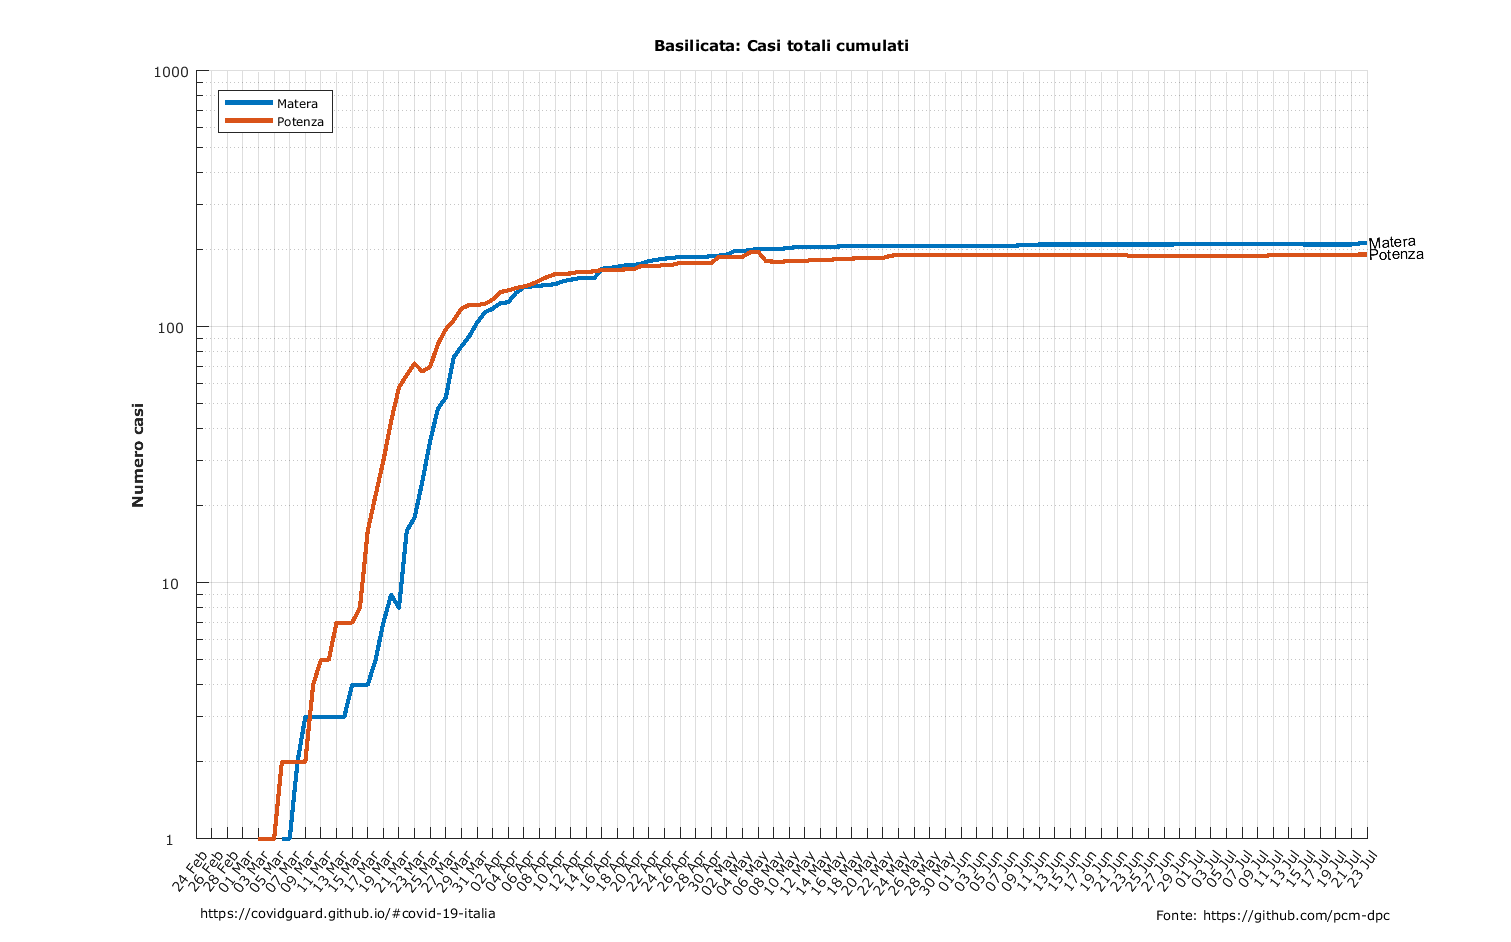 Basilicata: Casi totali cumulati
1000
100
10
1
Numero casi
Matera
Potenza
Matera
Potenza
24 Feb
26 Feb
28 Feb
01 Mar
03 Mar
05 Mar
07 Mar
09 Mar
11 Mar
13 Mar
15 Mar
17 Mar
19 Mar
21 Mar
23 Mar
25 Mar
27 Mar
29 Mar
31 Mar
02 Apr
04 Apr
06 Apr
08 Apr
10 Apr
12 Apr
14 Apr
16 Apr
18 Apr
20 Apr
22 Apr
24 Apr
26 Apr
28 Apr
30 Apr
02 May
04 May
06 May
08 May
10 May
12 May
14 May
16 May
18 May
20 May
22 May
24 May
26 May
28 May
30 May
01 Jun
03 Jun
05 Jun
07 Jun
09 Jun
11 Jun
13 Jun
15 Jun
17 Jun
19 Jun
21 Jun
23 Jun
25 Jun
27 Jun
29 Jun
01 Jul
03 Jul
05 Jul
07 Jul
09 Jul
11 Jul
13 Jul
15 Jul
17 Jul
19 Jul
21 Jul
23 Jul
https://covidguard.github.io/#covid-19-italia
Fonte: https://github.com/pcm-dpc